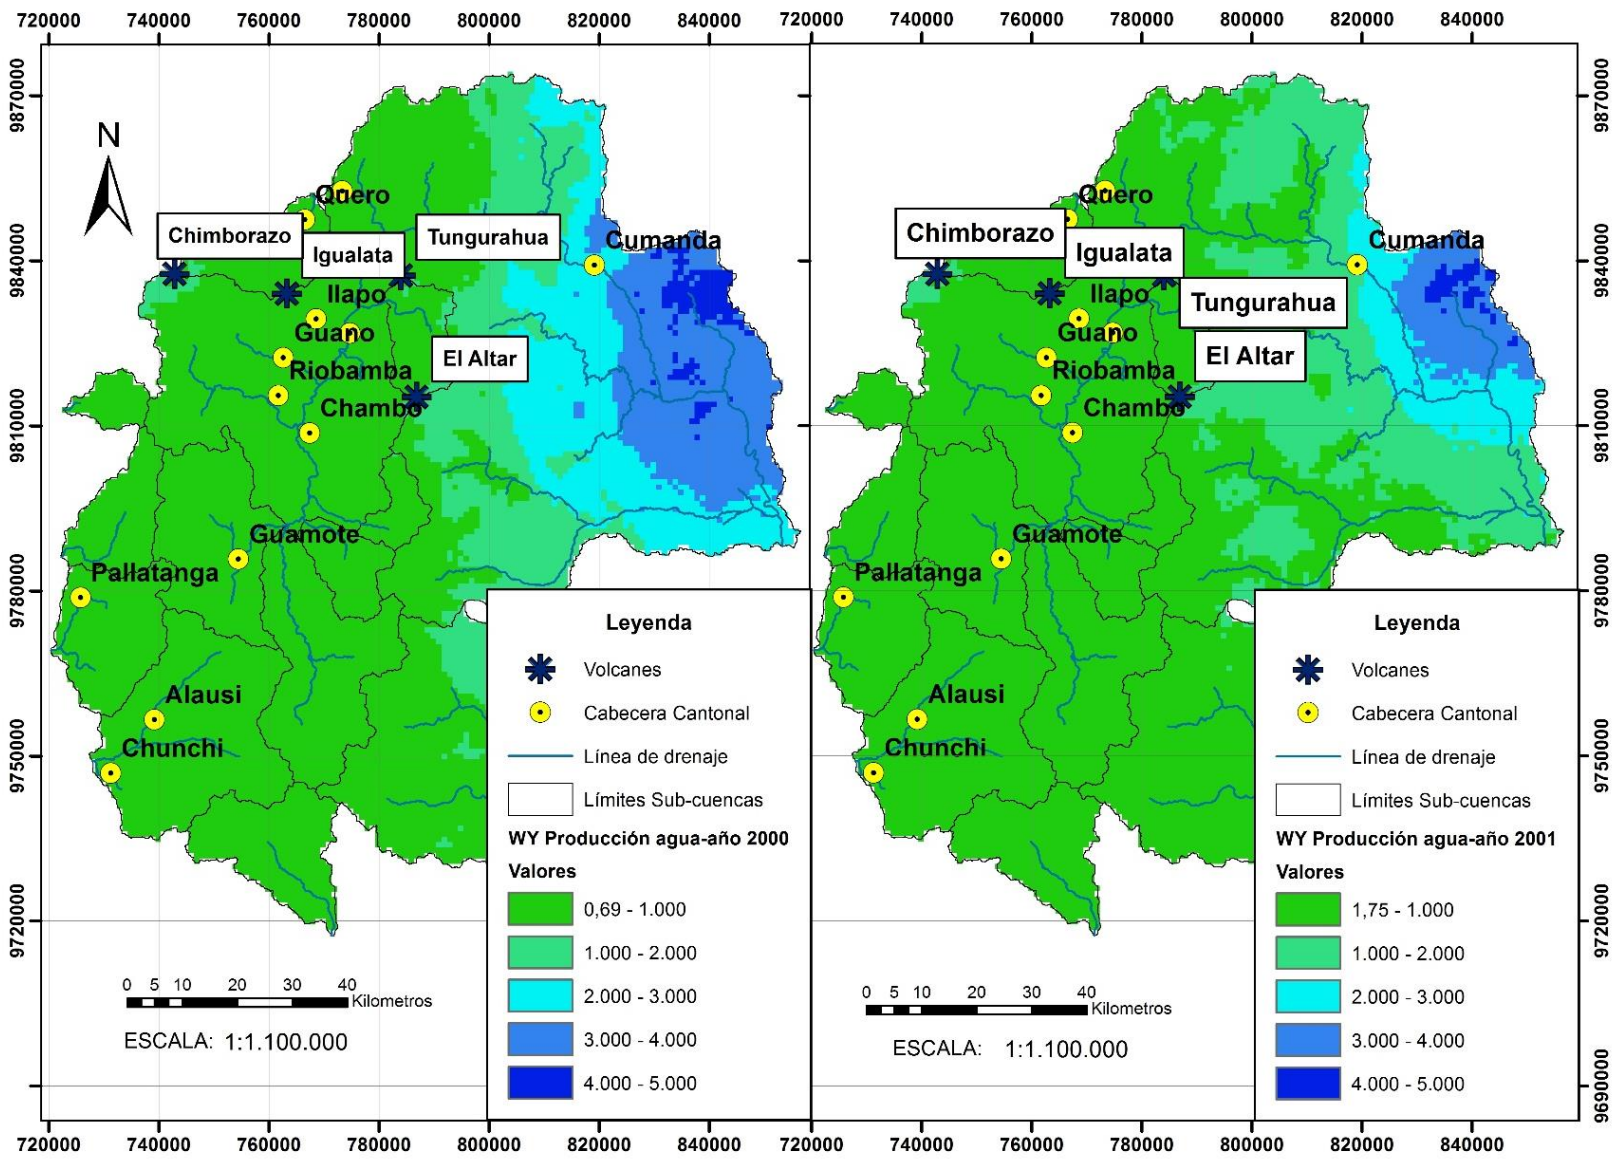 720000 740000 760000 780000 800000 820000 840000 720000 740000 760000 780000 800000 820000 840000
9870000
9840000
9810000
9780000
9750000
9720000
N
Quero
Chimborazo
Igualata
Tungurahua
Cumanda
Ilapo
Guano
El Altar
Riobamba
Chambo
Guamote
Pallatanga
Alausi
Chunchi
0 5 10 20 30 40
Kilometros
ESCALA: 1:1.100.000
Leyenda
Volcanes
Cabecera Cantonal
Línea de drenaje
Límites Sub-cuencas
WY Producción agua-año 2000
Valores
0,69 - 1.000
1.000 - 2.000
2.000 - 3.000
3.000 - 4.000
4.000 - 5.000
Quero
Chimborazo
Igualata
Cumanda
Ilapo
Tungurahua
Guano
El Altar
Riobamba
Chambo
Guamote
Pallatanga
Alausi
Chunchi
0 5 10 20 30 40
Kilometros
ESCALA: 1:1.100.000
Leyenda
Volcanes
Cabecera Cantonal
Línea de drenaje
Límites Sub-cuencas
WY Producción agua-año 2001
Valores
1,75 - 1.000
1.000 - 2.000
2.000 - 3.000
3.000 - 4.000
4.000 - 5.000
9870000
9840000
9810000
9780000
9750000
9720000
9690000
720000 740000 760000 780000 800000 820000 840000 720000 740000 760000 780000 800000 820000 840000